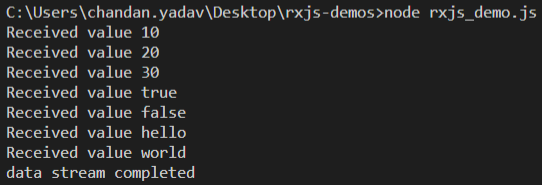 C:\Users\chandan.yadav\Desktop\rxjs-demos>node rxjs_demo.js
Received value 10
Received value 20
Received value 30
Received value true
Received value false
Received value hello
Received value world
data stream completed